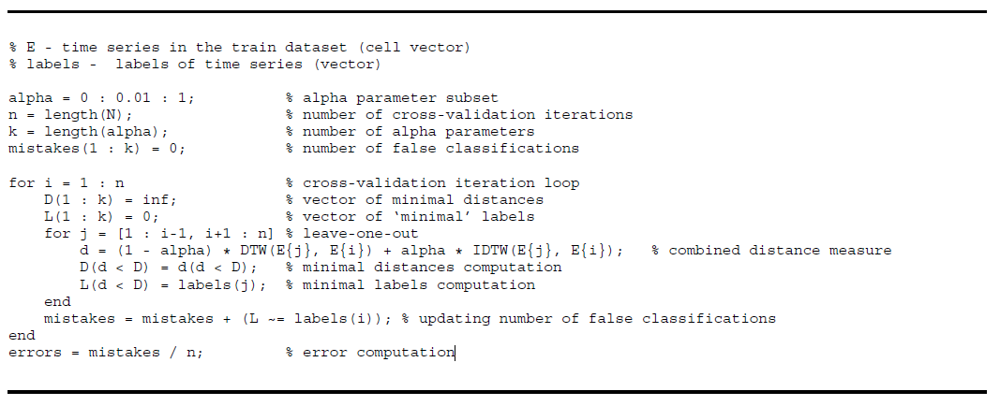 % E - time series in the train dataset (cell vector)
% labels -  labels of time series (vector)
alpha = 0 : 0.01 : 1;          % alpha parameter subset
n = length(N);                 % number of cross-validation iterations
k = length(alpha);             % number of alpha parameters
mistakes(1 : k) = 0;           % number of false classifications
for i = 1 : n                  % cross-validation iteration loop
    D(1 : k) = inf;            % vector of minimal distances
    L(1 : k) = 0;              % vector of ‘minimal’ labels
    for j = [1 : i-1, i+1 : n] % leave-one-out
        d = (1 - alpha) * DTW(E{j}, E{i}) + alpha * IDTW(E{j}, E{i});   % combined distance measure
        D(d < D) = d(d < D);   % minimal distances computation
        L(d < D) = labels(j);  % minimal labels computation
    end
    mistakes = mistakes + (L ~= labels(i)); % updating number of false classifications
end
errors = mistakes / n;         % error computation